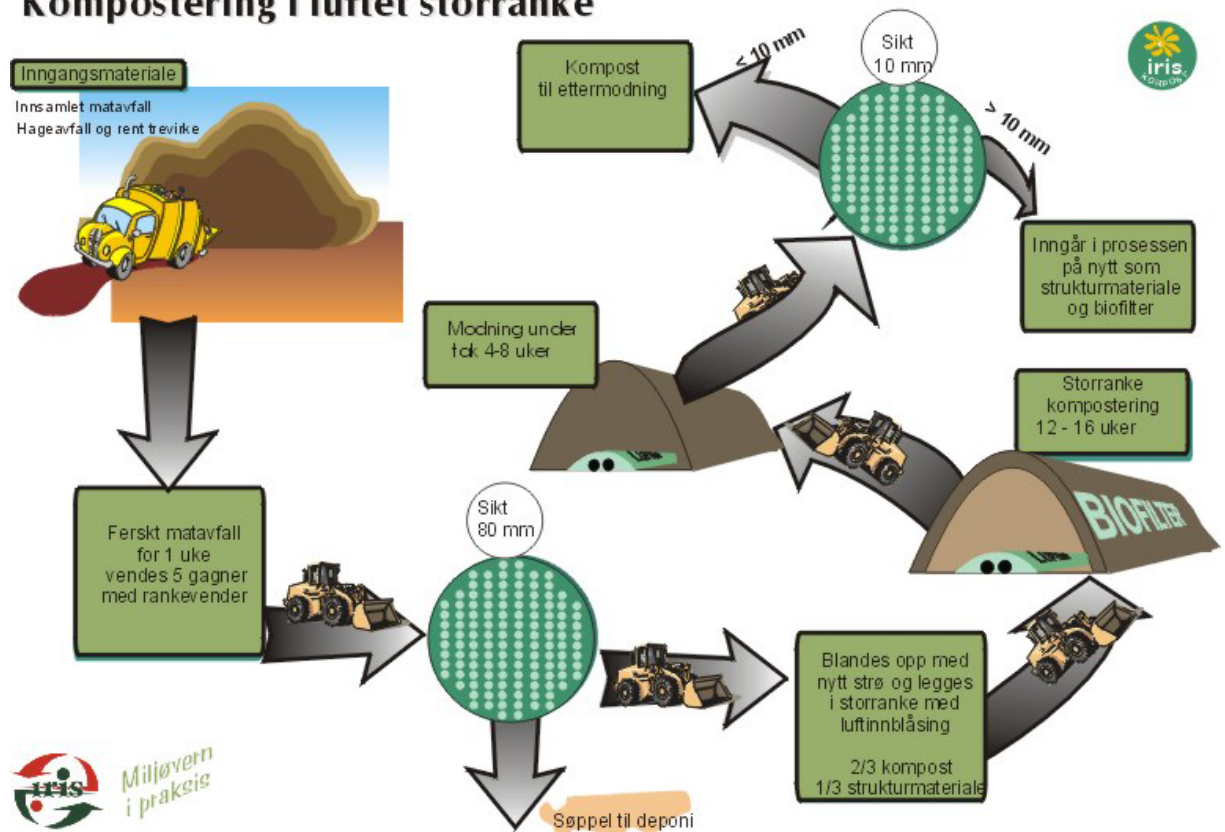 Kompostering i luftet storranke
Inngangsmateriale
Innsamlet matavfall
Hageavfall og rent trevirke
Ferskt matavfall
for 1 uke
vendes 5 gagner
med rankevender
Sikt
80 mm
Søppel til deponi
Blandes opp med
nytt strø og legges
i storranke med
luftinnblåsing
2/3 kompost
1/3 strukturmateriale
Storranke
kompostering
12 - 16 uker
BIOFILTER
Modning under
tak 4-8 uker
Sikt
10 mm
< 10 mm
Kompost
til ettermodning
> 10 mm
Inngår i prosessen
på nytt som
strukturmateriale
og biofilter
iris
KOMPOST
iris
Miljøvern
i praksis